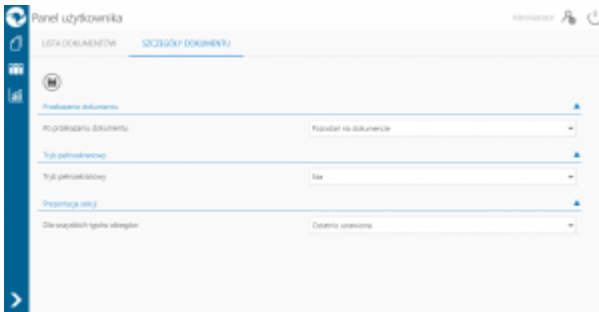 Panel użytkownika
Administrator
LISTA DOKUMENTÓW
SZCZEGÓŁY DOKUMENTU
Przekazanie dokumentu
Po przekazaniu dokumentu
Pozostań na dokumencie
Tryb pełnoekranowy
Tryb pełnoekranowy
Nie
Prezentacja sekcji
Dla wszystkich typów obiegów
Ostatnio ustawiona